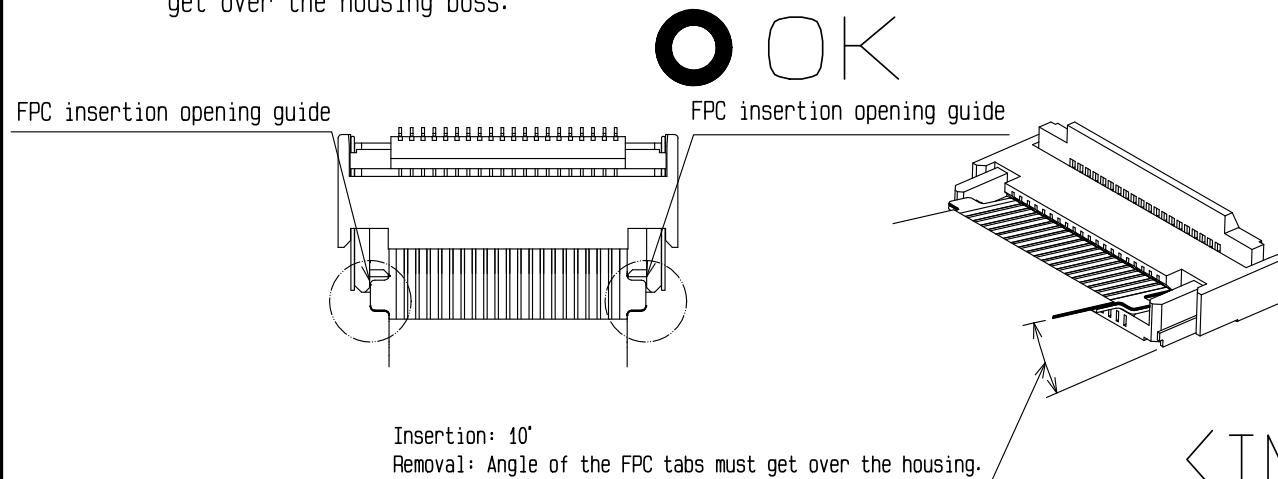 get over the housing boss.
OK
FPC insertion opening guide
FPC insertion opening guide
Insertion: 10°
Removal: Angle of the FPC tabs must get over the housing.